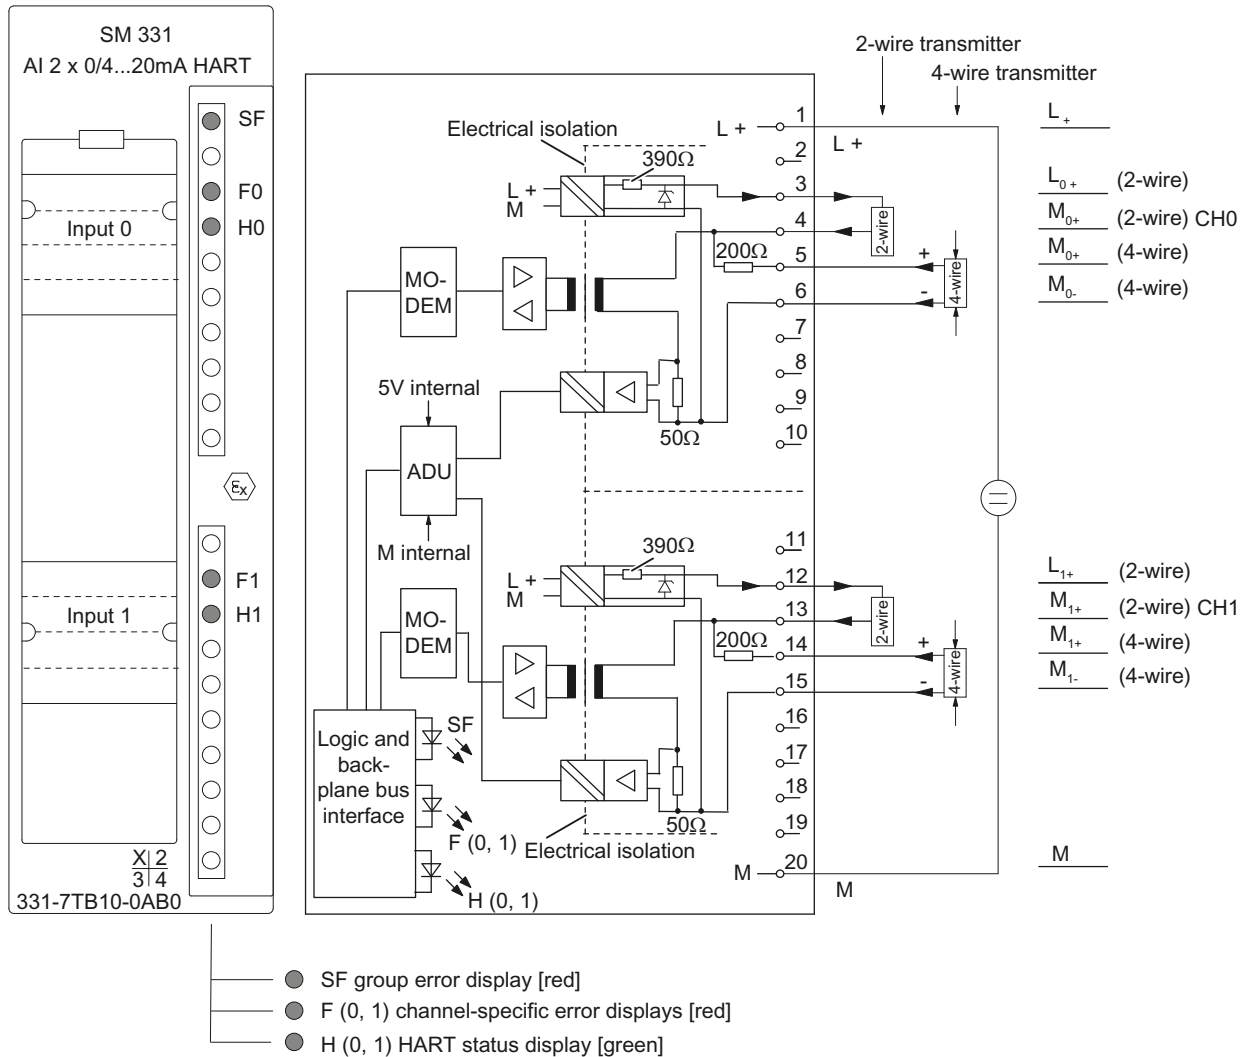 SM 331
AI 2 x 0/4...20mA HART
SF
F0
H0
Input 0
Ex
F1
H1
Input 1
X 2
3 4
331-7TB10-0AB0
2-wire transmitter
4-wire transmitter
Electrical isolation
390Ω
L +
M
L +
1
L +
2
3
4
5
6
7
8
9
10
2-wire
200Ω
+
-
4-wire
MO-
DEM
5V internal
50Ω
ADU
M internal
11
12
13
14
15
16
17
18
19
20
390Ω
L +
M
2-wire
200Ω
+
-
4-wire
MO-
DEM
Logic and
back-
plane bus
interface
SF
F (0, 1)
H (0, 1)
50Ω
Electrical isolation
M
M
L +
L0 + (2-wire)
M0+ (2-wire) CH0
M0+ (4-wire)
M0- (4-wire)
L1+ (2-wire)
M1+ (2-wire) CH1
M1+ (4-wire)
M1- (4-wire)
M
SF group error display [red]
F (0, 1) channel-specific error displays [red]
H (0, 1) HART status display [green]